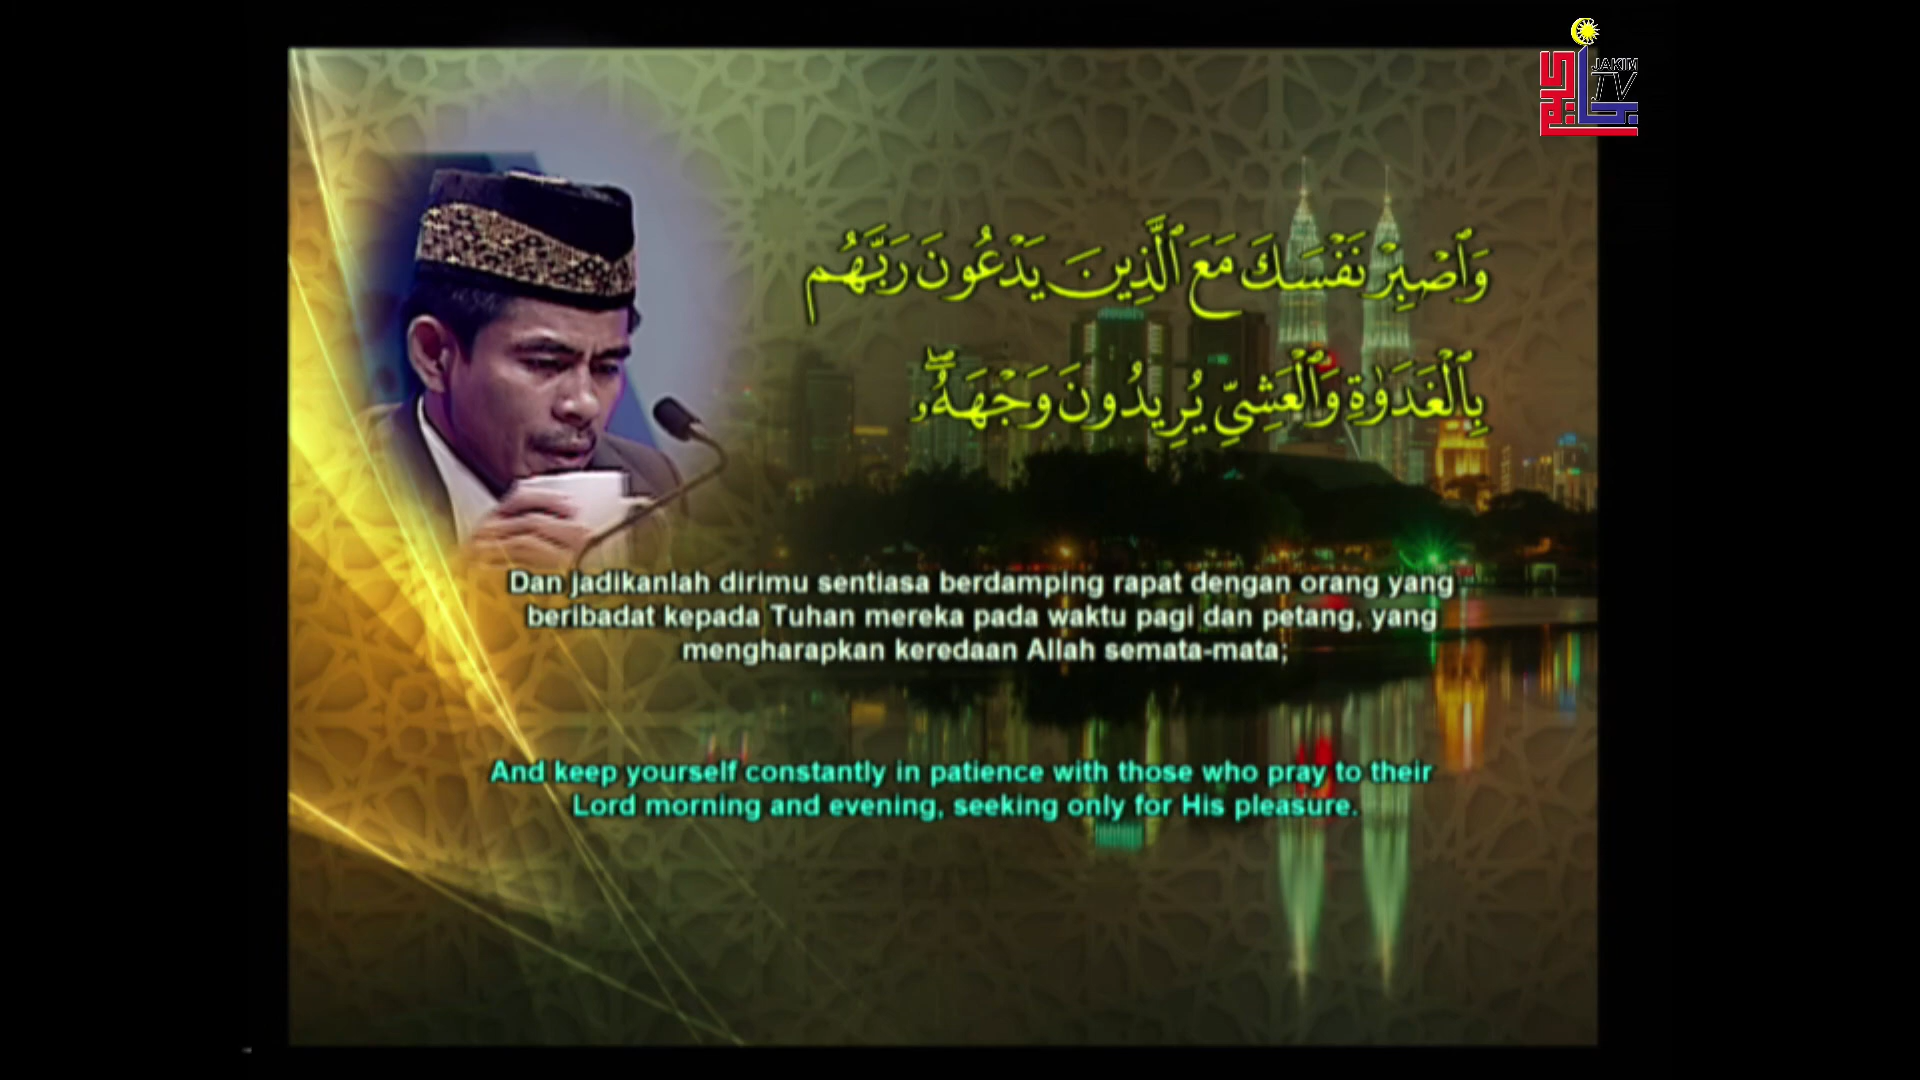 JAKIM
TV
وَٱصْبِرْ نَفْسَكَ مَعَ ٱلَّذِينَ يَدْعُونَ رَبَّهُم
بِٱلْغَدَوٰةِ وَٱلْعَشِىِّ يُرِيدُونَ وَجْهَهُۥ ۖ
Dan jadikanlah dirimu sentiasa berdamping rapat dengan orang yang
beribadat kepada Tuhan mereka pada waktu pagi dan petang, yang
mengharapkan keredaan Allah semata-mata;
And keep yourself constantly in patience with those who pray to their
Lord morning and evening, seeking only for His pleasure.